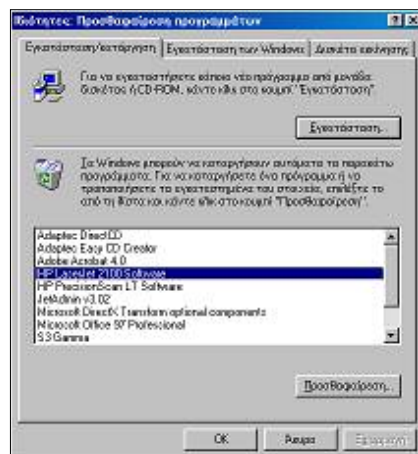 Ιδιότητες: Προσθαφαίρεση προγραμμάτων
Εγκατάσταση/κατάργηση
Εγκατάσταση των Windows
Δισκέτα εκκίνησης
Για να εγκαταστήσετε κάποιο νέο πρόγραμμα από μονάδα
δισκέτας ή CD-ROM, κάντε κλικ στο κουμπί "Εγκατάσταση".
Εγκατάσταση...
Τα Windows μπορούν να καταργήσουν αυτόματα τα παρακάτω
προγράμματα. Για να καταργήσετε ένα πρόγραμμα ή να
τροποποιήσετε τα εγκατεστημένα του στοιχεία, επιλέξτε το
από τη λίστα και κάντε κλικ στο κουμπί "Προσθαφαίρεση".
Adaptec DirectCD
Adaptec Easy CD Creator
Adobe Acrobat 4.0
HP LaserJet 2100 Software
HP PrecisionScan LT Software
JetAdmin v3.02
Microsoft DirectX Transform optional components
Microsoft Office 97 Professional
S3 Gamma
Προσθαφαίρεση...
OK
Άκυρο
Εφαρμογή